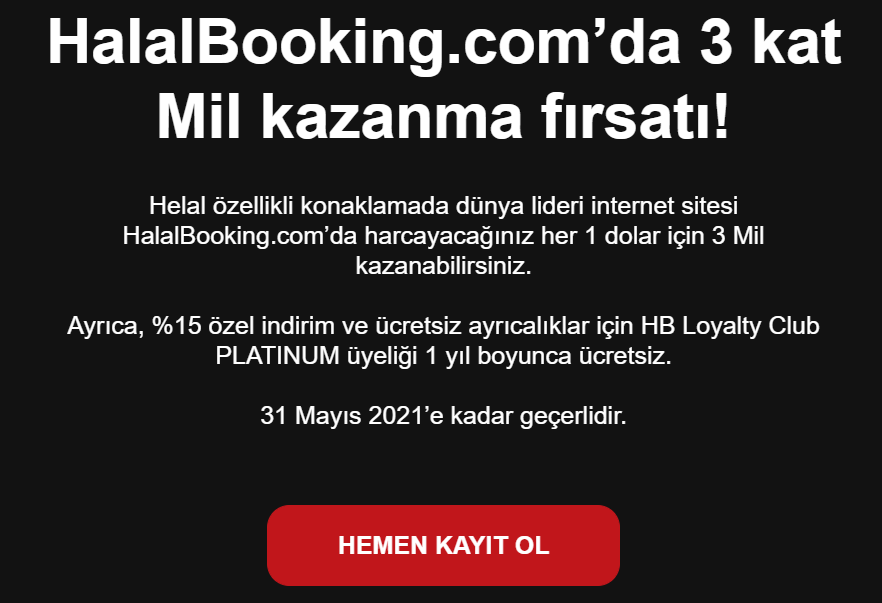 HalalBooking.com’da 3 kat
Mil kazanma fırsatı!
Helal özellikli konaklamada dünya lideri internet sitesi
HalalBooking.com’da harcayacağınız her 1 dolar için 3 Mil
kazanabilirsiniz.
Ayrıca, %15 özel indirim ve ücretsiz ayrıcalıklar için HB Loyalty Club
PLATINUM üyeliği 1 yıl boyunca ücretsiz.
31 Mayıs 2021’e kadar geçerlidir.
HEMEN KAYIT OL